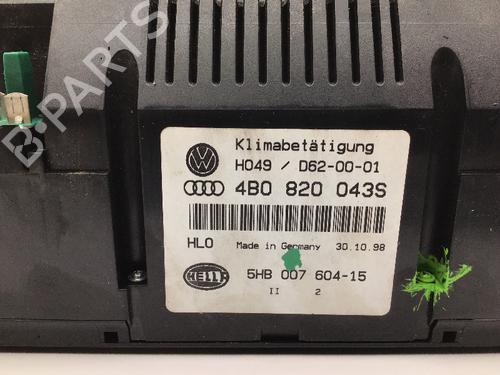 B-PARTS
Klimabetätigung
H049 / D62-00-01
4B0 820 043S
HLO Made in Germany 30.10.98
HELLA 5HB 007 604-15
II 2